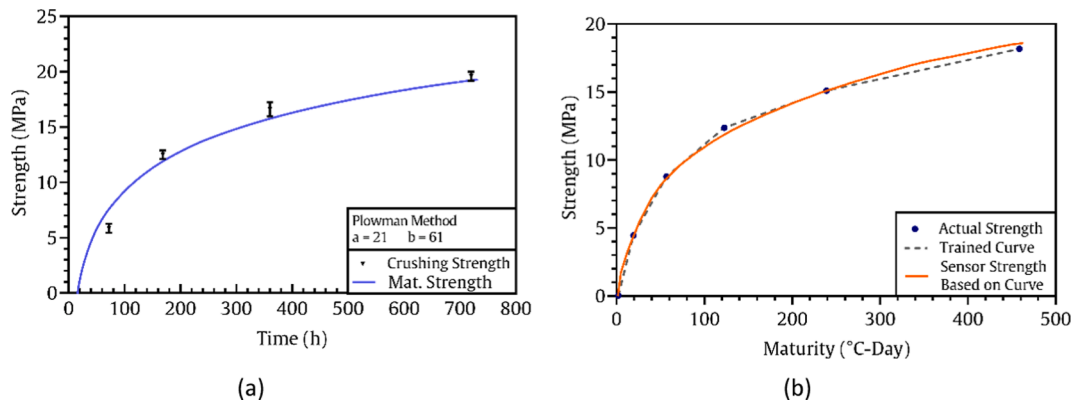 25
20
15
10
5
0
Strength (MPa)
0 100 200 300 400 500 600 700 800
Time (h)
Plowman Method
a = 21 b = 61
Crushing Strength
Mat. Strength
(a)
20
15
10
5
0
Strength (MPa)
0 100 200 300 400 500
Maturity (°C-Day)
Actual Strength
Trained Curve
Sensor Strength
Based on Curve
(b)